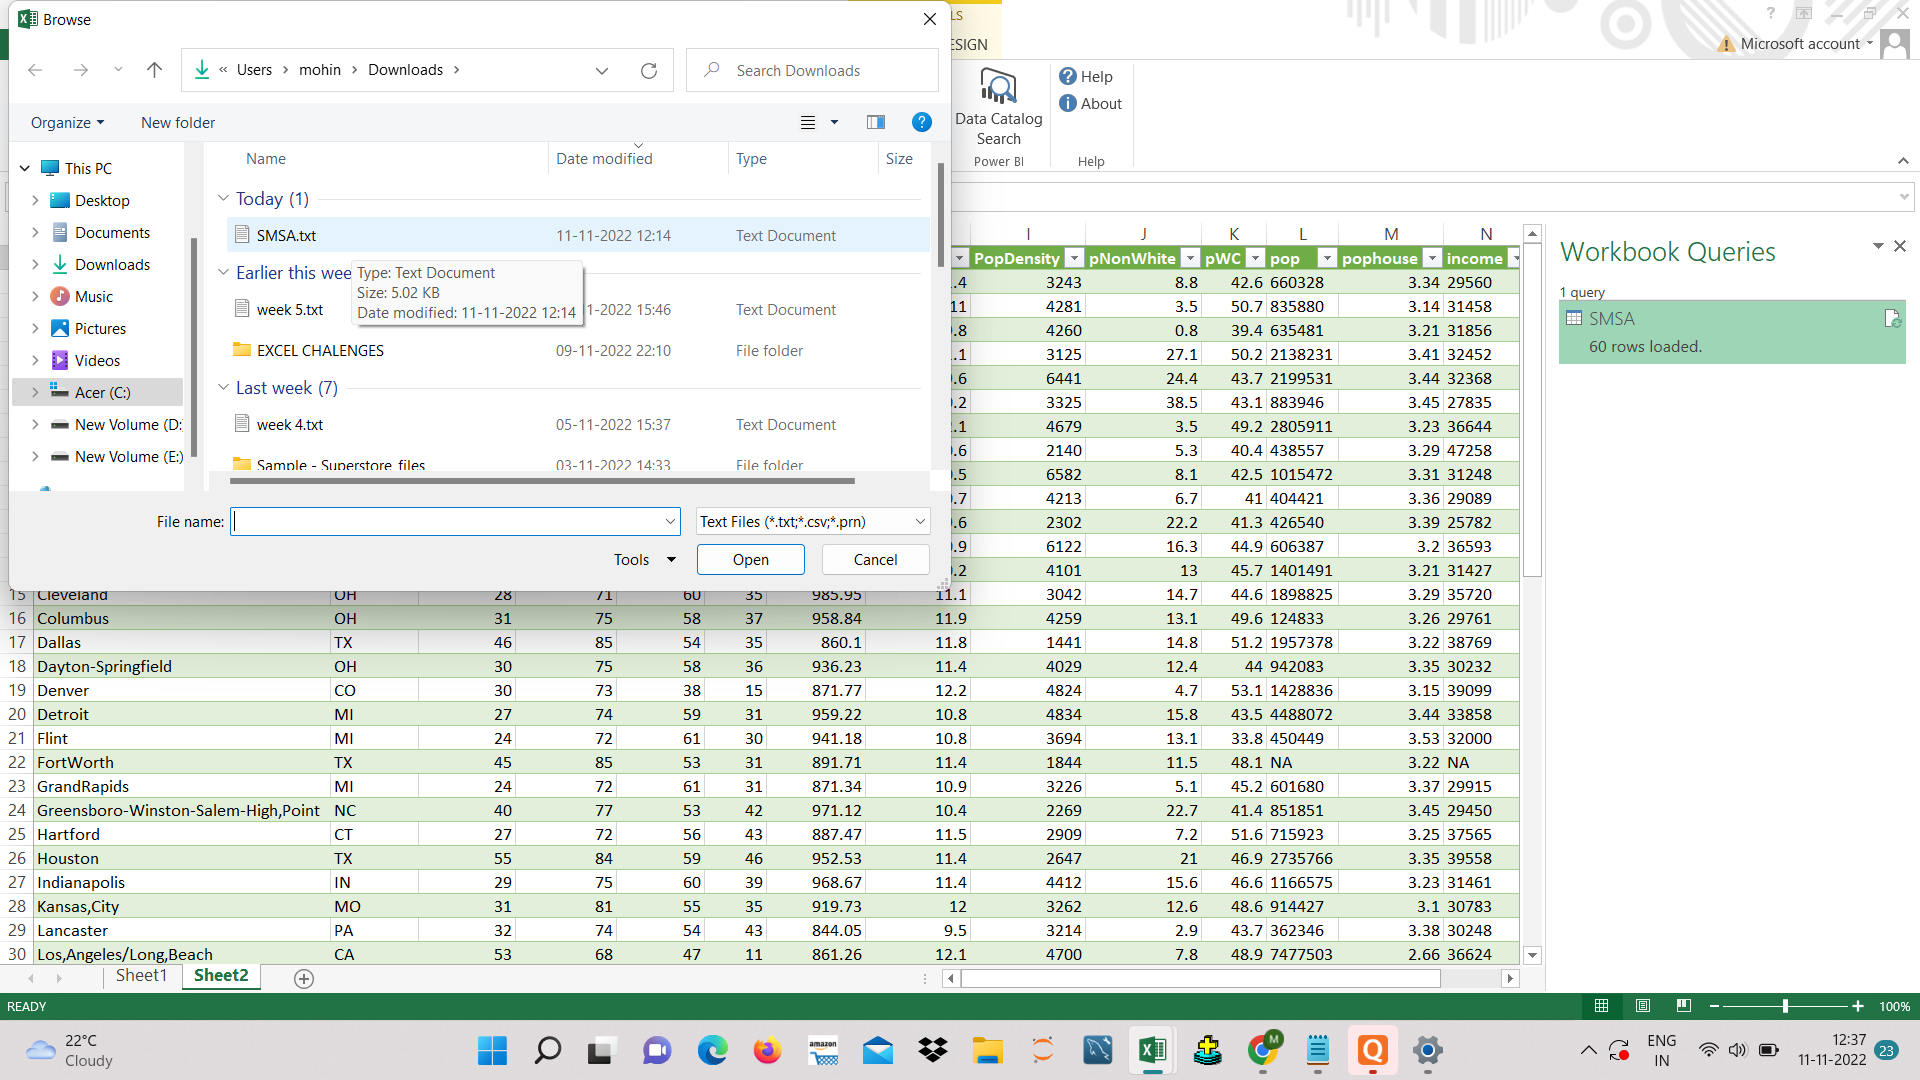 Browse
LS
Microsoft account
ESIGN
« Users › mohin › Downloads ›
Search Downloads
Help
Organize
New folder
About
Data Catalog
Search
Power BI
Help
Name Date modified Type Size
This PC
Desktop
Documents
Downloads
Music
Pictures
Videos
Acer (C:)
New Volume (D:
New Volume (E:)
Today (1)
SMSA.txt 11-11-2022 12:14 Text Document
Earlier this wee
Type: Text Document
Size: 5.02 KB
Date modified: 11-11-2022 12:14
week 5.txt -11-2022 15:46 Text Document
EXCEL CHALENGES 09-11-2022 22:10 File folder
Last week (7)
week 4.txt 05-11-2022 15:37 Text Document
Sample - Superstore_files 03-11-2022 14:33 File folder
File name:
Text Files (*.txt;*.csv;*.prn)
Tools Open Cancel
I J K L M N
PopDensity pNonWhite pWC pop pophouse income
.4 3243 8.8 42.6 660328 3.34 29560
11 4281 3.5 50.7 835880 3.14 31458
.8 4260 0.8 39.4 635481 3.21 31856
.1 3125 27.1 50.2 2138231 3.41 32452
.6 6441 24.4 43.7 2199531 3.44 32368
.2 3325 38.5 43.1 883946 3.45 27835
.1 4679 3.5 49.2 2805911 3.23 36644
.6 2140 5.3 40.4 438557 3.29 47258
.5 6582 8.1 42.5 1015472 3.31 31248
.7 4213 6.7 41 404421 3.36 29089
.6 2302 22.2 41.3 426540 3.39 25782
.9 6122 16.3 44.9 606387 3.2 36593
.2 4101 13 45.7 1401491 3.21 31427
15 Cleveland OH 28 71 60 35 985.95 11.1 3042 14.7 44.6 1898825 3.29 35720
16 Columbus OH 31 75 58 37 958.84 11.9 4259 13.1 49.6 124833 3.26 29761
17 Dallas TX 46 85 54 35 860.1 11.8 1441 14.8 51.2 1957378 3.22 38769
18 Dayton-Springfield OH 30 75 58 36 936.23 11.4 4029 12.4 44 942083 3.35 30232
19 Denver CO 30 73 38 15 871.77 12.2 4824 4.7 53.1 1428836 3.15 39099
20 Detroit MI 27 74 59 31 959.22 10.8 4834 15.8 43.5 4488072 3.44 33858
21 Flint MI 24 72 61 30 941.18 10.8 3694 13.1 33.8 450449 3.53 32000
22 FortWorth TX 45 85 53 31 891.71 11.4 1844 11.5 48.1 NA 3.22 NA
23 GrandRapids MI 24 72 61 31 871.34 10.9 3226 5.1 45.2 601680 3.37 29915
24 Greensboro-Winston-Salem-High,Point NC 40 77 53 42 971.12 10.4 2269 22.7 41.4 851851 3.45 29450
25 Hartford CT 27 72 56 43 887.47 11.5 2909 7.2 51.6 715923 3.25 37565
26 Houston TX 55 84 59 46 952.53 11.4 2647 21 46.9 2735766 3.35 39558
27 Indianapolis IN 29 75 60 39 968.67 11.4 4412 15.6 46.6 1166575 3.23 31461
28 Kansas,City MO 31 81 55 35 919.73 12 3262 12.6 48.6 914427 3.1 30783
29 Lancaster PA 32 74 54 43 844.05 9.5 3214 2.9 43.7 362346 3.38 30248
30 Los,Angeles/Long,Beach CA 53 68 47 11 861.26 12.1 4700 7.8 48.9 7477503 2.66 36624
Workbook Queries
1 query
SMSA
60 rows loaded.
Sheet1 Sheet2
READY
100%
22°C
Cloudy
amazon
M
Q
ENG
IN
12:37
11-11-2022
23